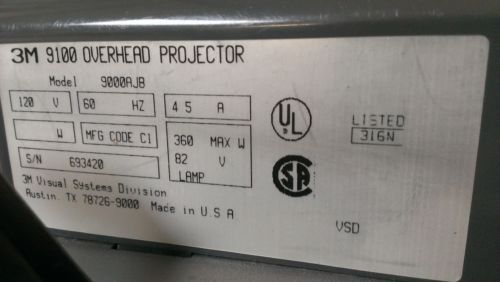 3M 9100 OVERHEAD PROJECTOR
Model 9000AJB
120 V 60 HZ 4 5 A
W MFG CODE C1 360 MAX W
82 V
LAMP
S/N 693420
3M Visual Systems Division
Austin. TX 78726-9000 Made in U.S A
UL
LISTED
316N
SA
VSD